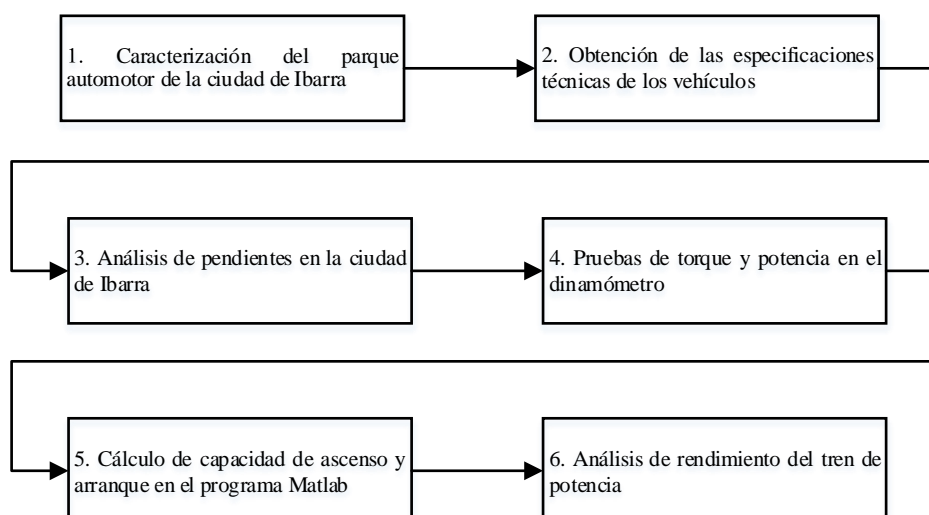 1. Caracterización del parque
automotor de la ciudad de Ibarra
2. Obtención de las especificaciones
técnicas de los vehículos
3. Análisis de pendientes en la ciudad
de Ibarra
4. Pruebas de torque y potencia en el
dinamómetro
5. Cálculo de capacidad de ascenso y
arranque en el programa Matlab
6. Análisis de rendimiento del tren de
potencia